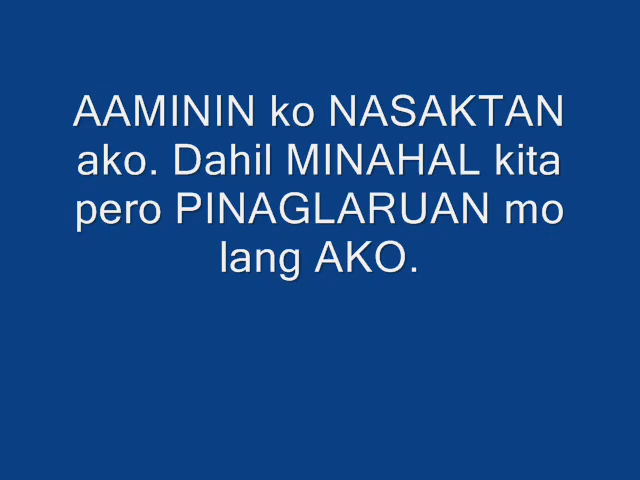 AAMININ ko NASAKTAN
ako. Dahil MINAHAL kita
pero PINAGLARUAN mo
lang AKO.